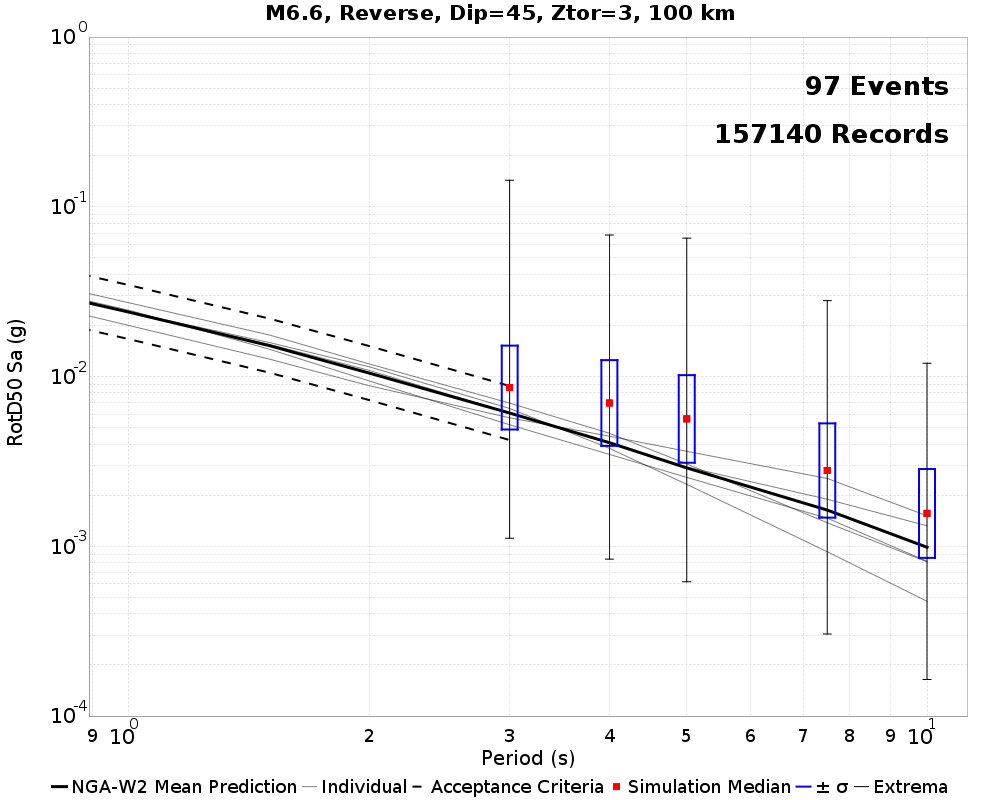 M6.6, Reverse, Dip=45, Ztor=3, 100 km
10^0
97 Events
157140 Records
10^-1
10^-2
10^-3
10^-4
RotD50 Sa (g)
9 10^0 2 3 4 5 6 7 8 9 10^1
Period (s)
NGA-W2 Mean Prediction Individual Acceptance Criteria Simulation Median ± σ Extrema